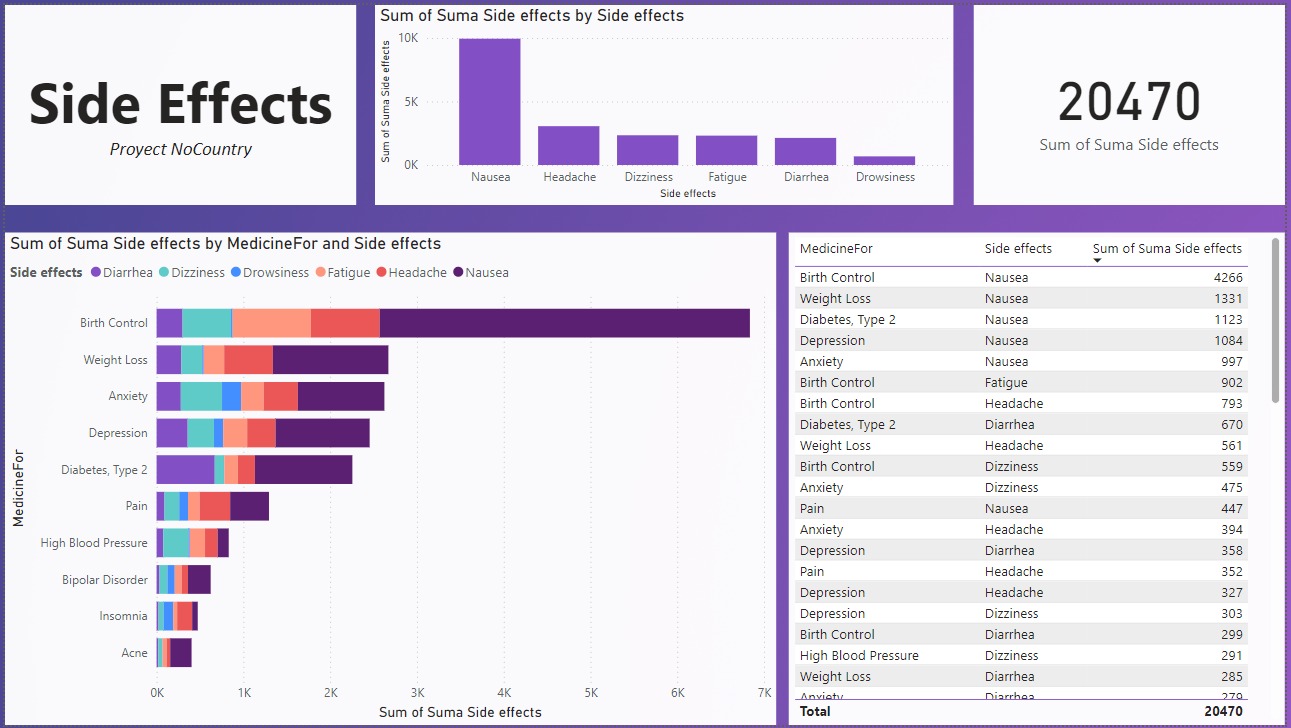 Side Effects
Proyect NoCountry
Sum of Suma Side effects by Side effects
Sum of Suma Side effects
10K
5K
0K
Nausea Headache Dizziness Fatigue Diarrhea Drowsiness
Side effects
20470
Sum of Suma Side effects
Sum of Suma Side effects by MedicineFor and Side effects
Side effects Diarrhea Dizziness Drowsiness Fatigue Headache Nausea
MedicineFor
Birth Control
Weight Loss
Anxiety
Depression
Diabetes, Type 2
Pain
High Blood Pressure
Bipolar Disorder
Insomnia
Acne
0K 1K 2K 3K 4K 5K 6K 7K
Sum of Suma Side effects
MedicineFor Side effects Sum of Suma Side effects
Birth Control Nausea 4266
Weight Loss Nausea 1331
Diabetes, Type 2 Nausea 1123
Depression Nausea 1084
Anxiety Nausea 997
Birth Control Fatigue 902
Birth Control Headache 793
Diabetes, Type 2 Diarrhea 670
Weight Loss Headache 561
Birth Control Dizziness 559
Anxiety Dizziness 475
Pain Nausea 447
Anxiety Headache 394
Depression Diarrhea 358
Pain Headache 352
Depression Headache 327
Depression Dizziness 303
Birth Control Diarrhea 299
High Blood Pressure Dizziness 291
Weight Loss Diarrhea 285
Anxiety Diarrhea 279
Total 20470